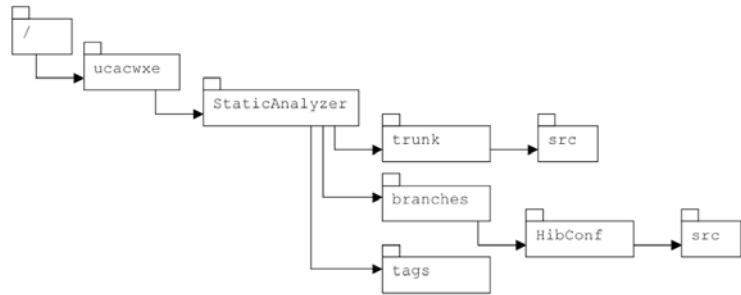 /
ucacwxe
StaticAnalyzer
trunk
src
branches
HibConf
src
tags